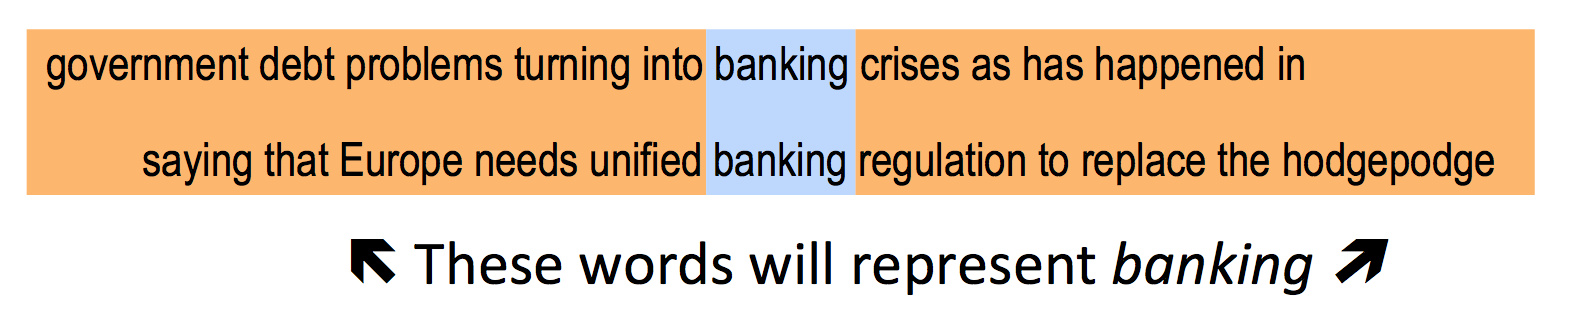 government debt problems turning into banking crises as has happened in
saying that Europe needs unified banking regulation to replace the hodgepodge
↖ These words will represent banking ↗